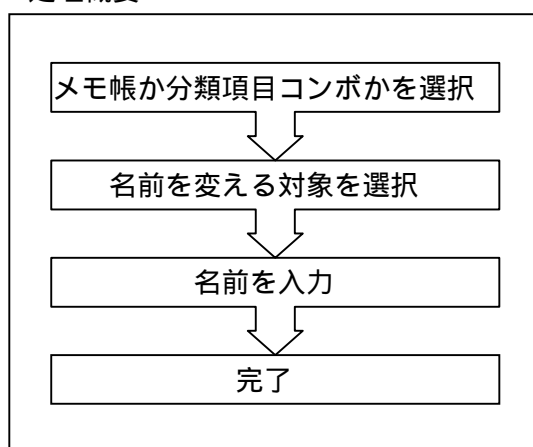 メモ帳か分類項目コンボかを選択
名前を変える対象を選択
名前を入力
完了